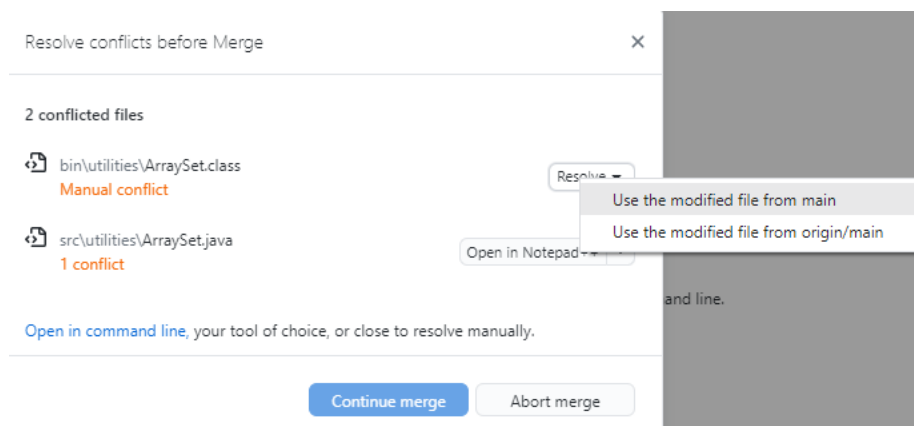 Resolve conflicts before Merge
2 conflicted files
bin\utilities\ArraySet.class
Manual conflict
Resolve
Use the modified file from main
Use the modified file from origin/main
src\utilities\ArraySet.java
1 conflict
Open in
and line.
Open in command line, your tool of choice, or close to resolve manually.
Continue merge
Abort merge